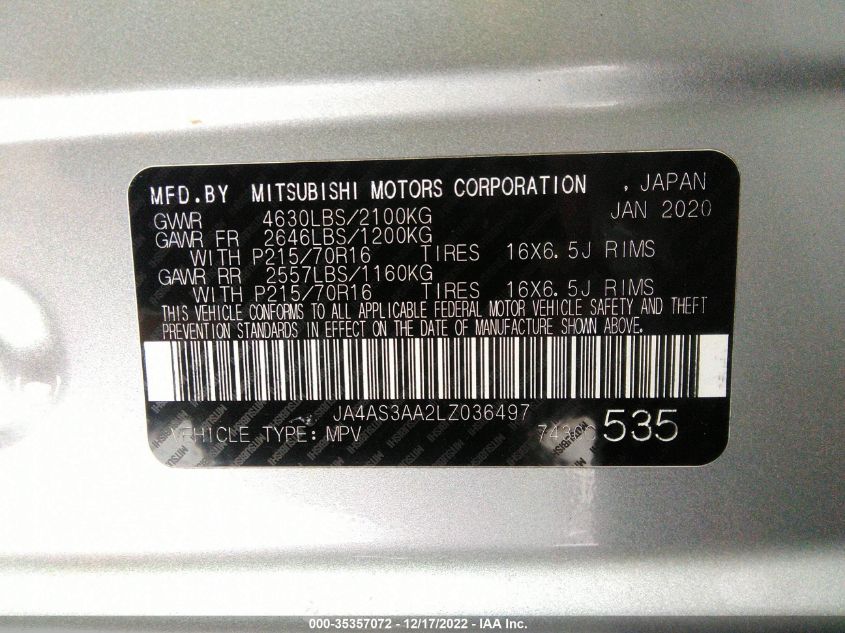 MFD.BY MITSUBISHI MOTORS CORPORATION , JAPAN
GVWR 4630LBS/2100KG JAN 2020
GAWR FR 2646LBS/1200KG
WITH P215/70R16 TIRES 16X6.5J RIMS
GAWR RR 2557LBS/1160KG
WITH P215/70R16 TIRES 16X6.5J RIMS
THIS VEHICLE CONFORMS TO ALL APPLICABLE FEDERAL MOTOR VEHICLE SAFETY AND THEFT
PREVENTION STANDARDS IN EFFECT ON THE DATE OF MANUFACTURE SHOWN ABOVE.
JA4AS3AA2LZ036497
VEHICLE TYPE: MPV 535
000-35357072 - 12/17/2022 - IAA Inc.